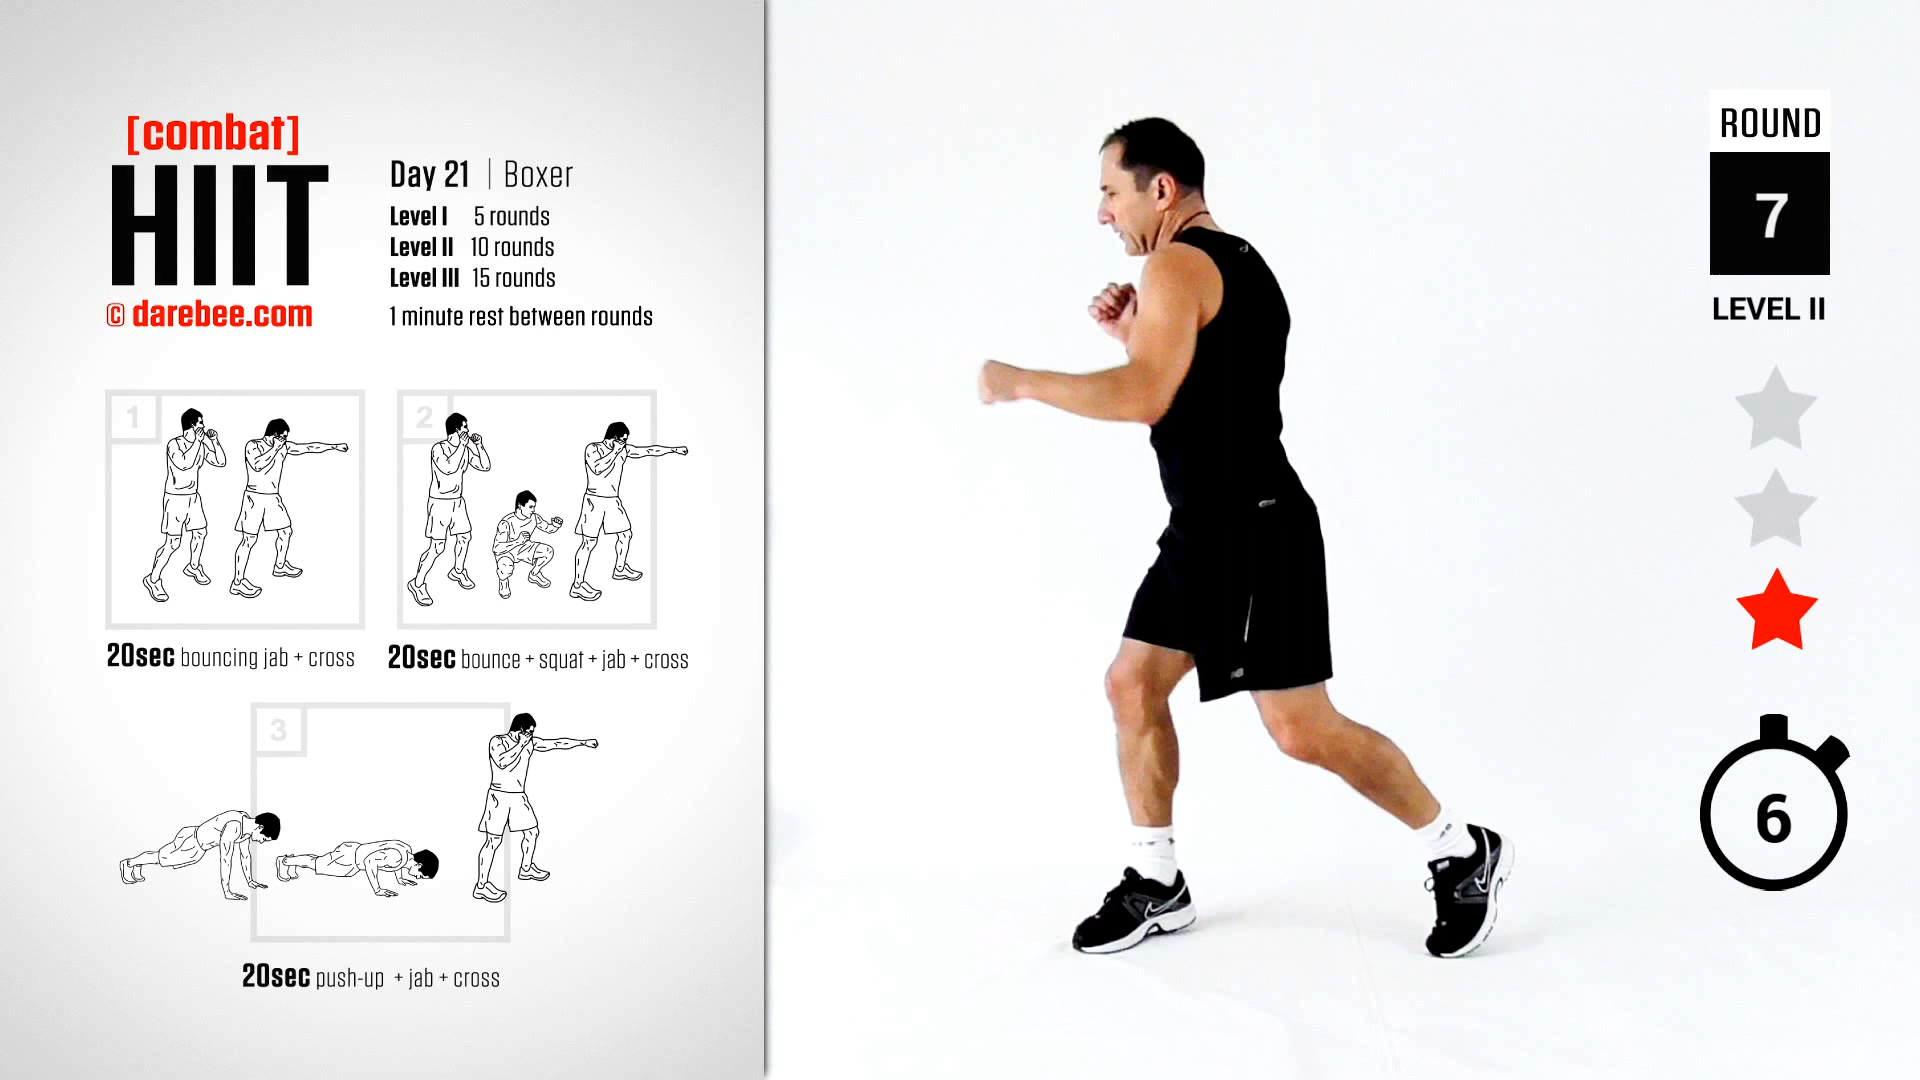 [combat]
HIIT
© darebee.com
Day 21 | Boxer
Level I 5 rounds
Level II 10 rounds
Level III 15 rounds
1 minute rest between rounds
1
2
20sec bouncing jab + cross
20sec bounce + squat + jab + cross
3
20sec push-up + jab + cross
ROUND
7
LEVEL II
6